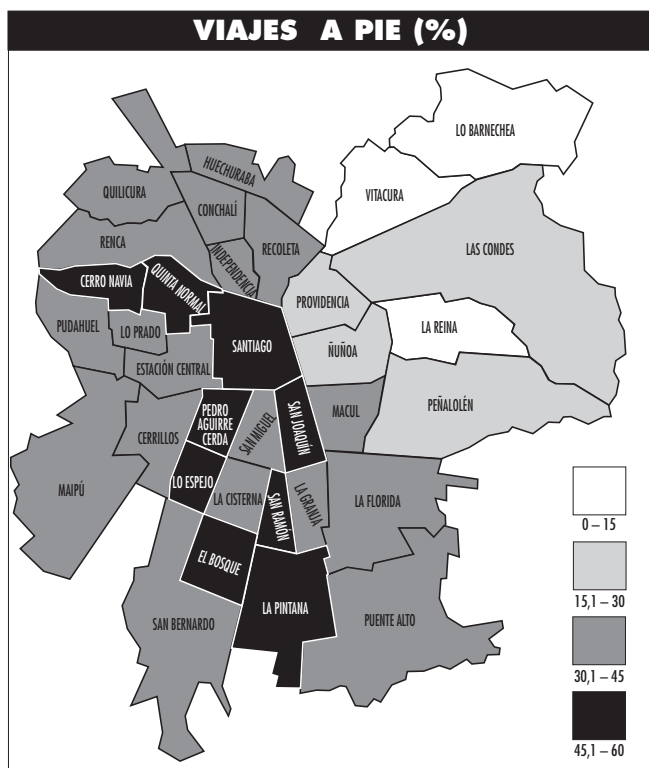 VIAJES A PIE (%)
LO BARNECHEA
HUECHURABA
QUILICURA
VITACURA
CONCHALÍ
RENCA
RECOLETA
LAS CONDES
INDEPENDENCIA
CERRO NAVIA
QUINTA NORMAL
PROVIDENCIA
PUDAHUEL
LO PRADO
LA REINA
SANTIAGO
ÑUÑOA
ESTACIÓN CENTRAL
PEÑALOLÉN
PEDRO
AGUIRRE
CERDA
SAN MIGUEL
SAN JOAQUÍN
MACUL
CERRILLOS
MAIPÚ
LO ESPEJO
LA CISTERNA
SAN RAMÓN
LA GRANJA
LA FLORIDA
0 – 15
EL BOSQUE
15,1 – 30
LA PINTANA
SAN BERNARDO
PUENTE ALTO
30,1 – 45
45,1 – 60